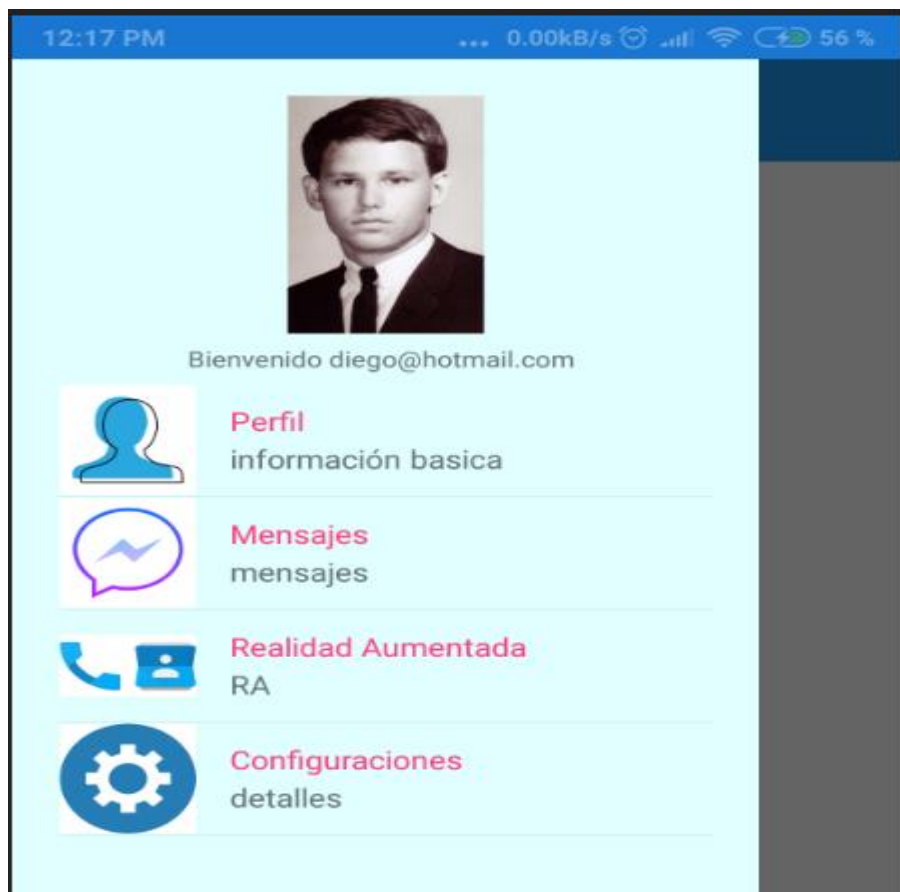 12:17 PM ... 0.00kB/s 56 %
Bienvenido diego@hotmail.com
Perfil
información basica
Mensajes
mensajes
Realidad Aumentada
RA
Configuraciones
detalles